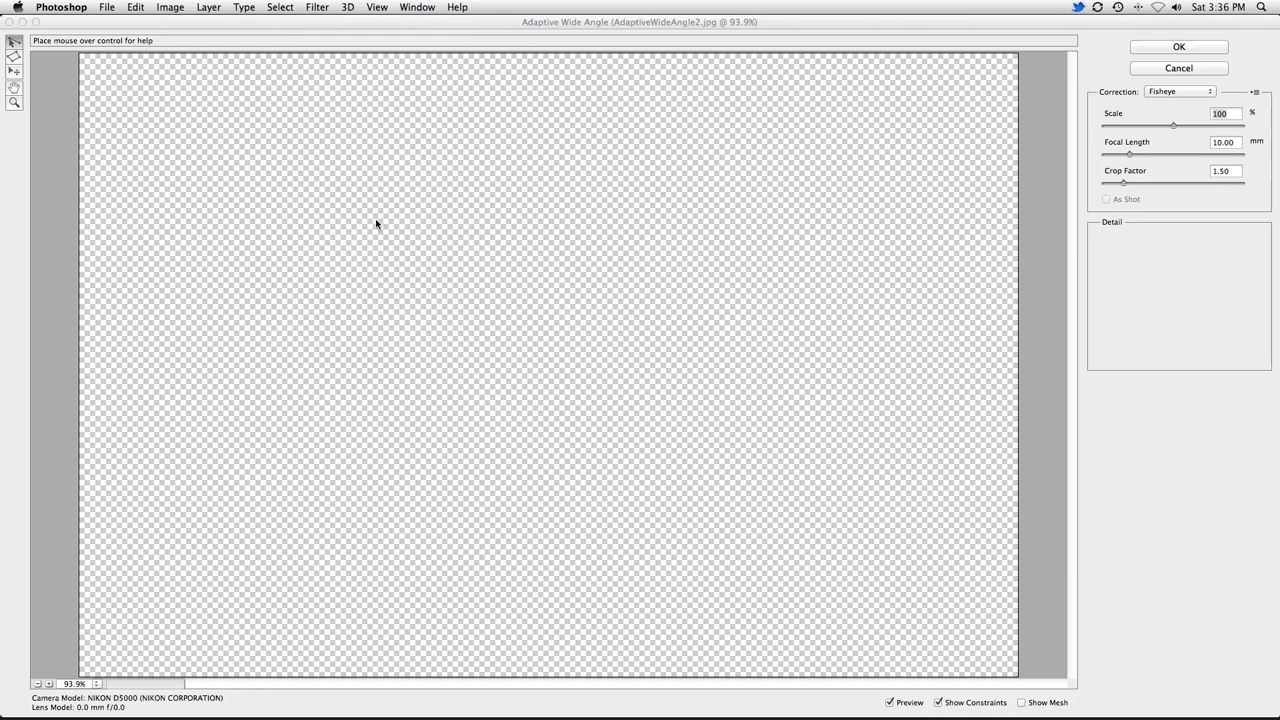 Photoshop File Edit Image Layer Type Select Filter 3D View Window Help Sat 3:36 PM
Adaptive Wide Angle (AdaptiveWideAngle2.jpg @ 93.9%)
Place mouse over control for help
OK
Cancel
Correction: Fisheye
Scale 100 %
Focal Length 10.00 mm
Crop Factor 1.50
As Shot
Detail
93.9%
Camera Model: NIKON D5000 (NIKON CORPORATION)
Lens Model: 0.0 mm f/0.0
Preview Show Constraints Show Mesh